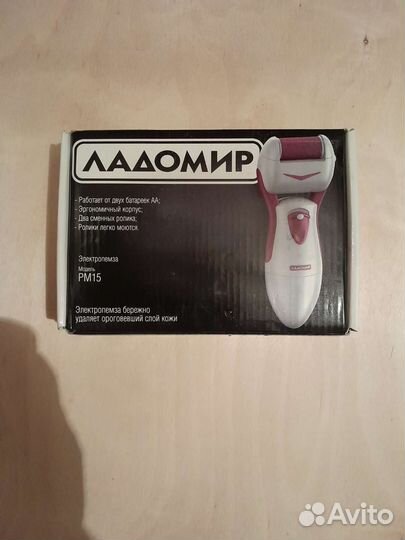 ЛАДОМИР
- Работает от двух батареек АА;
- Эргономичный корпус;
- Два сменных ролика;
- Ролики легко моются.
Электропемза
Модель
PM15
Электропемза бережно
удаляет ороговевший слой кожи
ЛАДОМИР
Avito